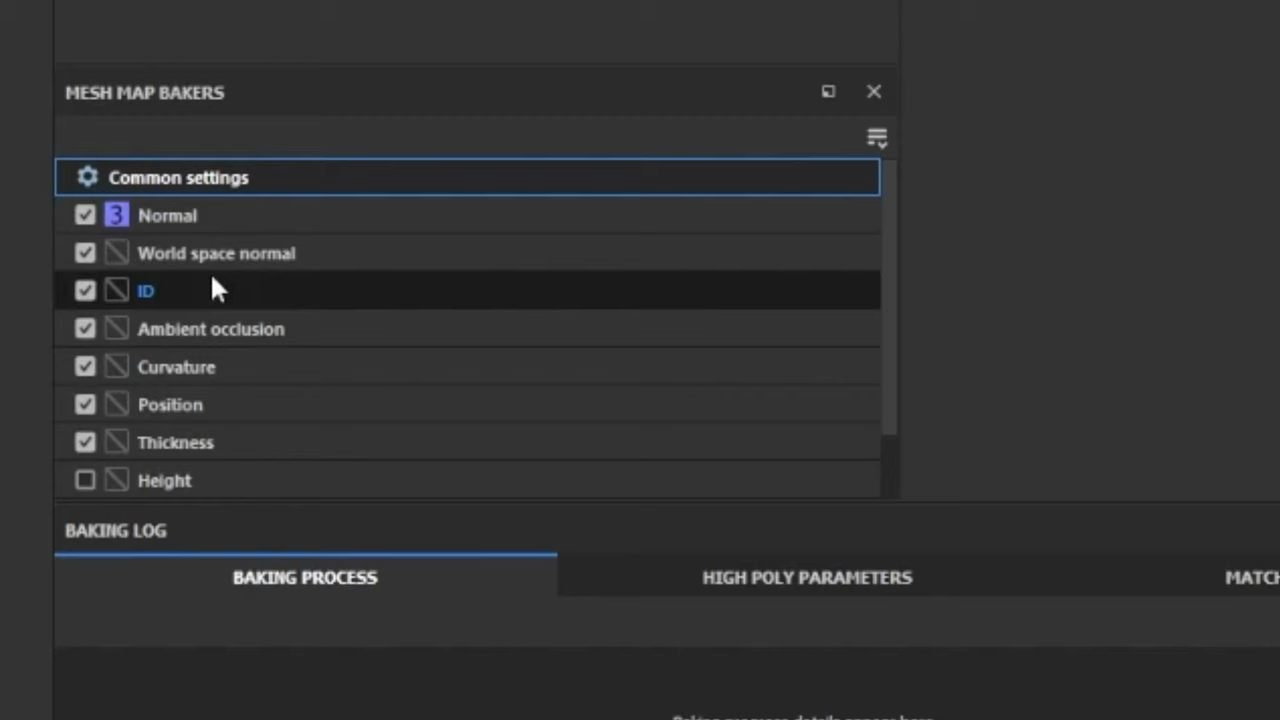 MESH MAP BAKERS
Common settings
3 Normal
World space normal
ID
Ambient occlusion
Curvature
Position
Thickness
Height
BAKING LOG
BAKING PROCESS
HIGH POLY PARAMETERS
MATCH